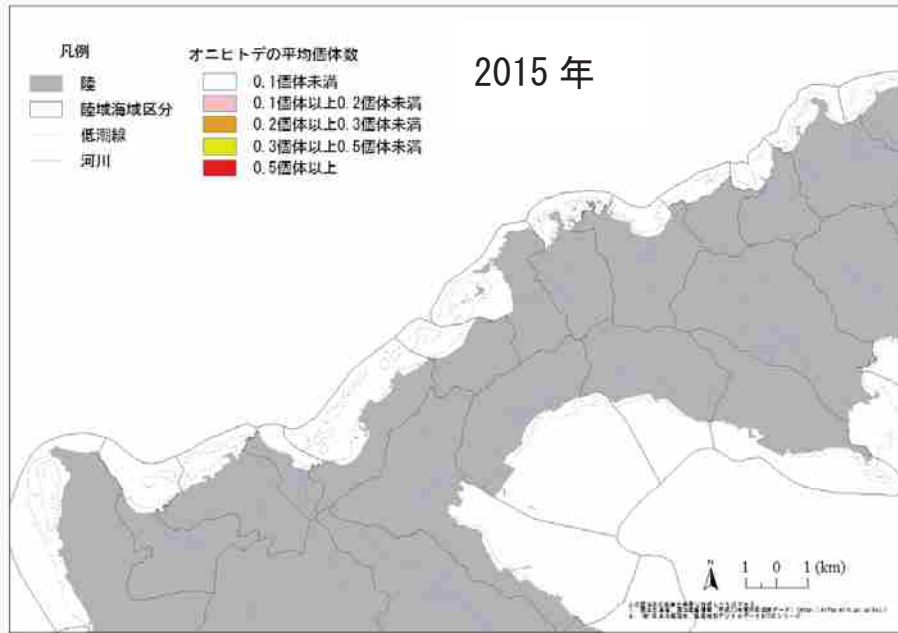 2015 年
凡例
陸
陸域海域区分
低潮線
河川
オニヒトデの平均個体数
0.1個体未満
0.1個体以上0.2個体未満
0.2個体以上0.3個体未満
0.3個体以上0.5個体未満
0.5個体以上
N
1 0 1 (km)